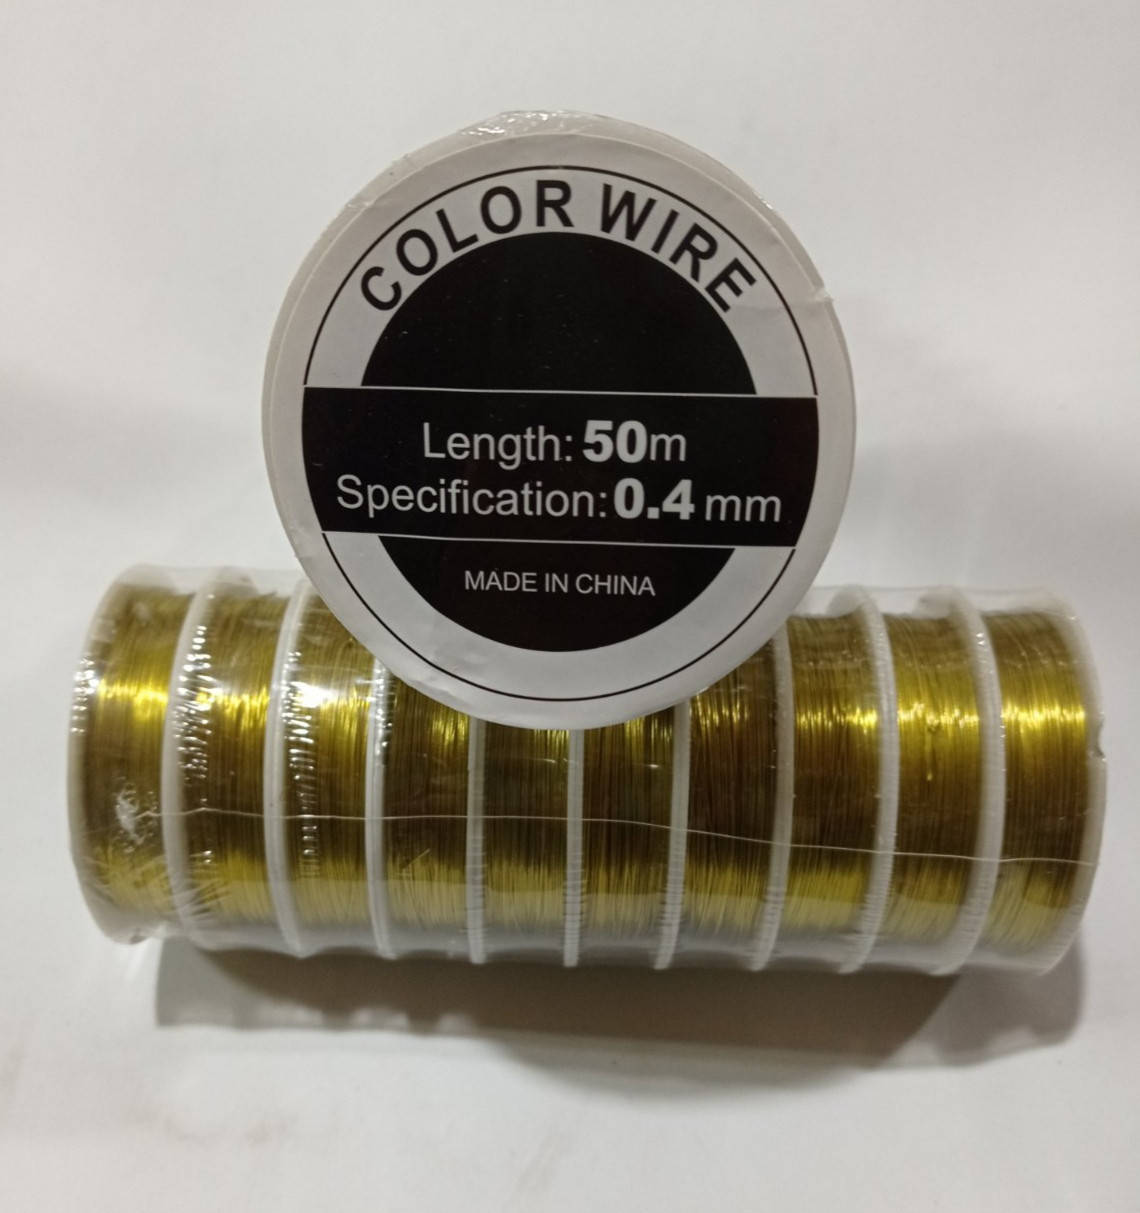 COLOR WIRE
Length: 50m
Specification: 0.4 mm
MADE IN CHINA